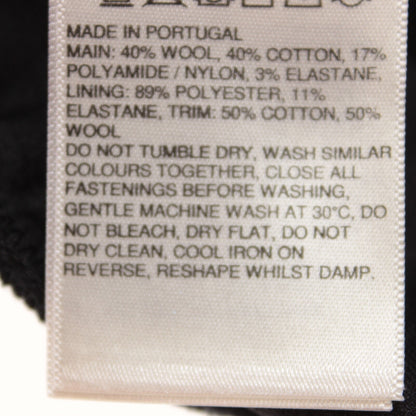 MADE IN PORTUGAL
MAIN: 40% WOOL, 40% COTTON, 17%
POLYAMIDE / NYLON, 3% ELASTANE,
LINING: 89% POLYESTER, 11%
ELASTANE, TRIM: 50% COTTON, 50%
WOOL
DO NOT TUMBLE DRY, WASH SIMILAR
COLOURS TOGETHER, CLOSE ALL
FASTENINGS BEFORE WASHING,
GENTLE MACHINE WASH AT 30°C, DO
NOT BLEACH, DRY FLAT, DO NOT
DRY CLEAN, COOL IRON ON
REVERSE, RESHAPE WHILST DAMP.